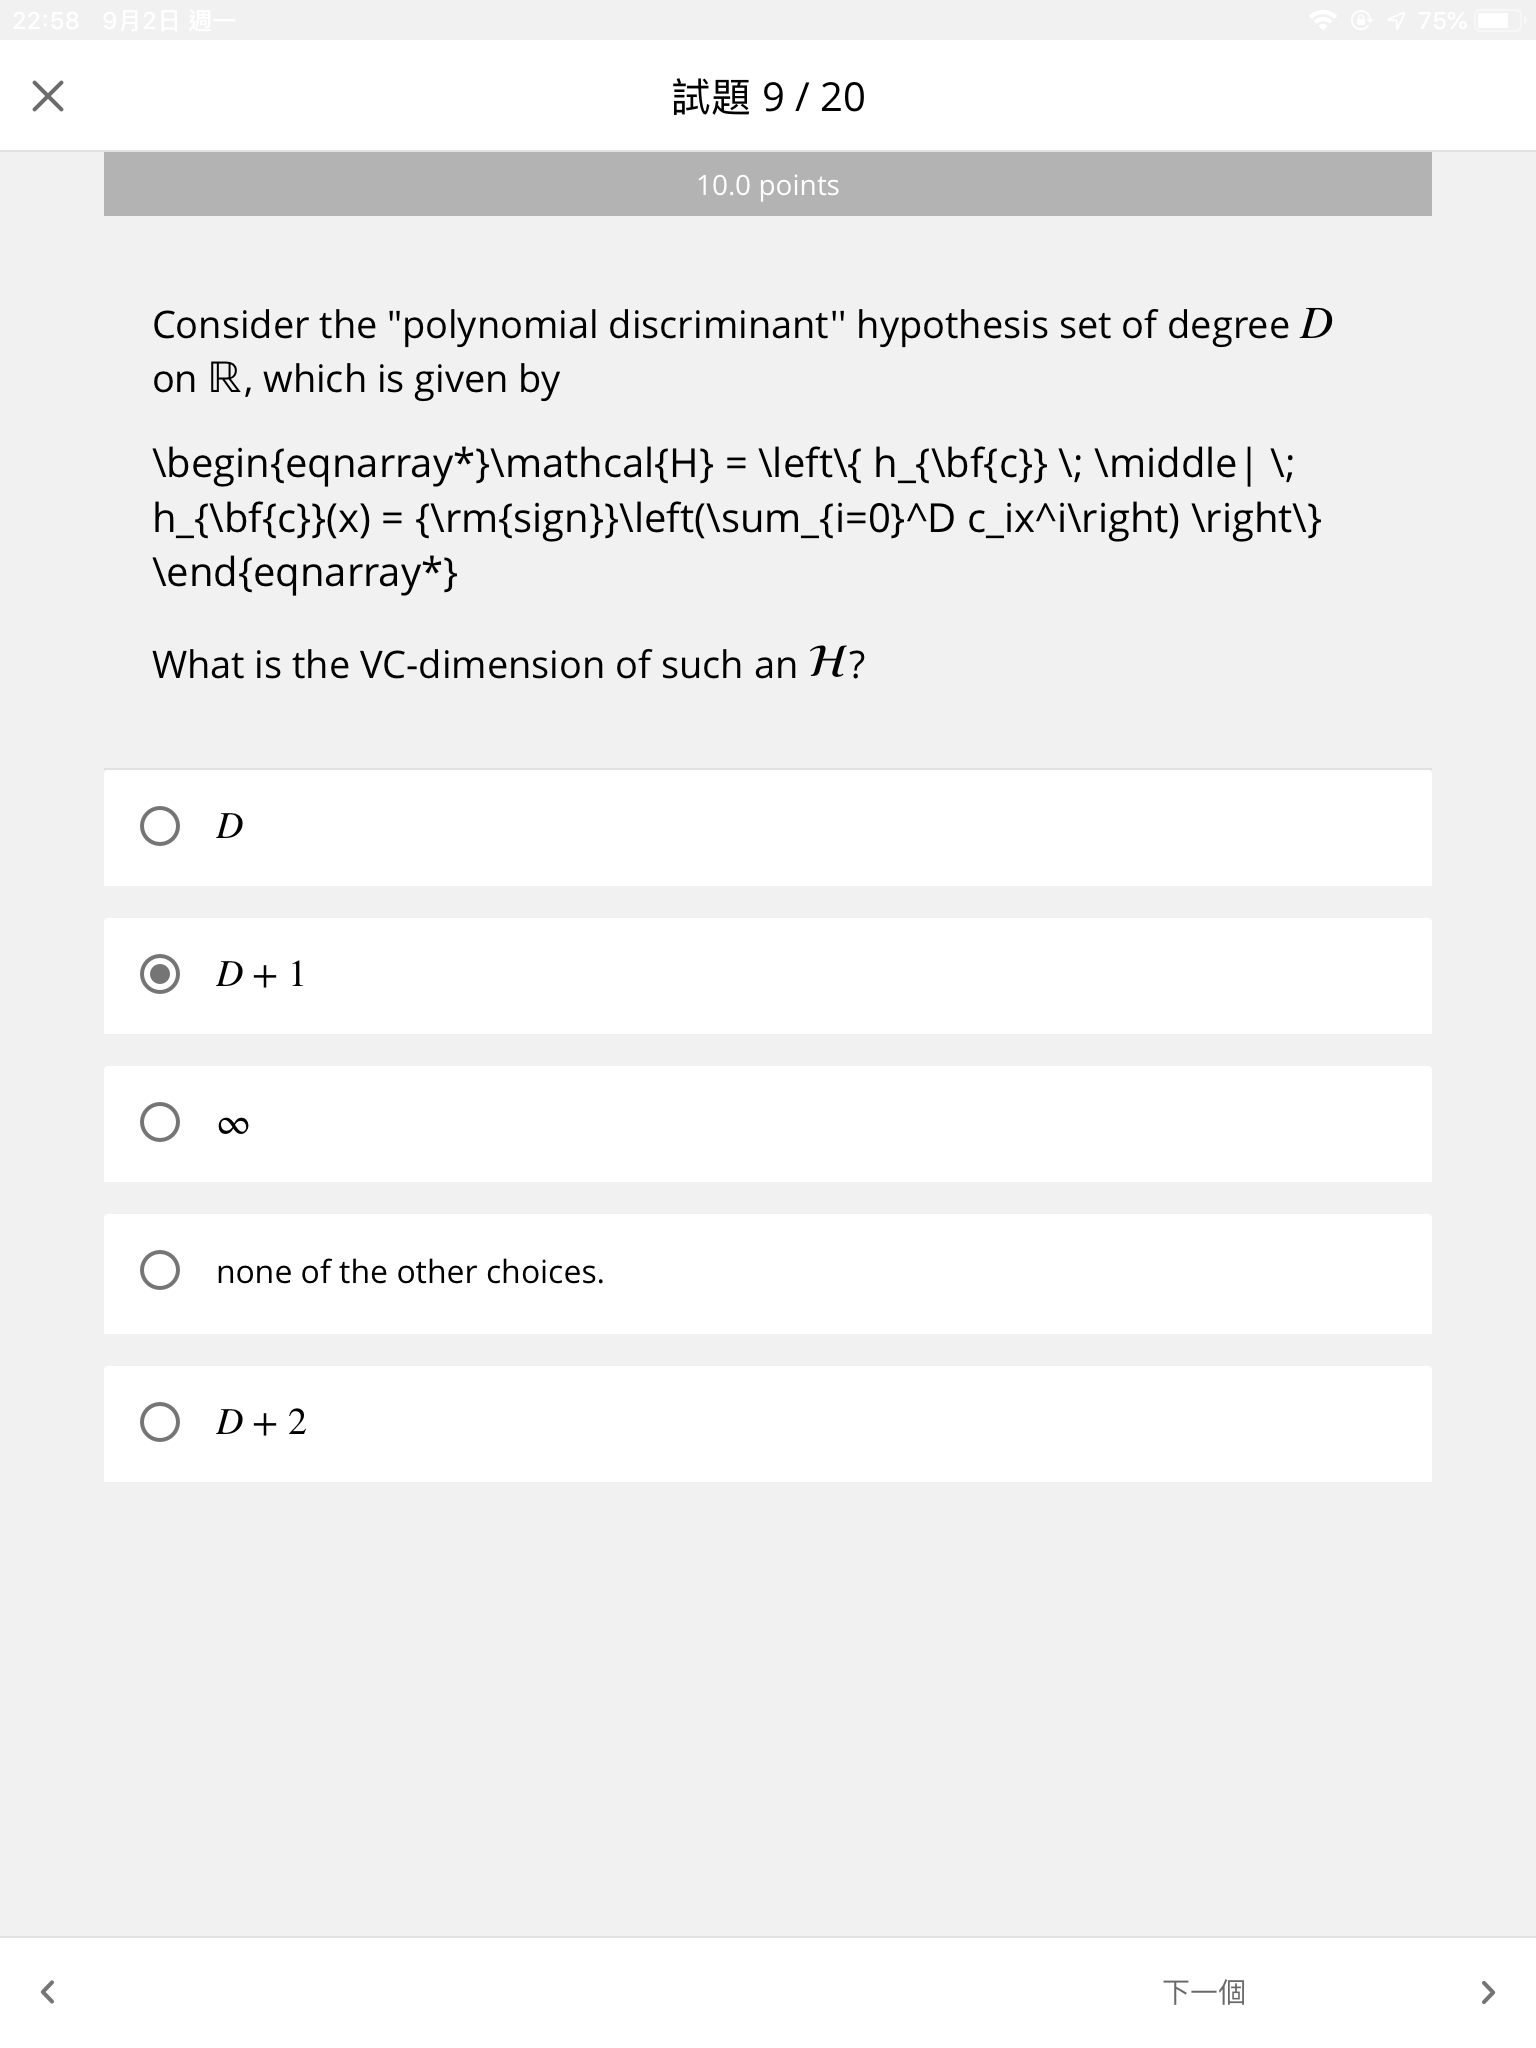 22:58 9月2日 週一 75%
試題 9 / 20
10.0 points
Consider the "polynomial discriminant'' hypothesis set of degree D
on ℝ, which is given by
\begin{eqnarray*}\mathcal{H} = \left\{ h_{\bf{c}} \; \middle| \;
h_{\bf{c}}(x) = {\rm{sign}}\left(\sum_{i=0}^D c_ix^i\right) \right\}
\end{eqnarray*}
What is the VC-dimension of such an ℋ?
D
D + 1
∞
none of the other choices.
D + 2
下一個